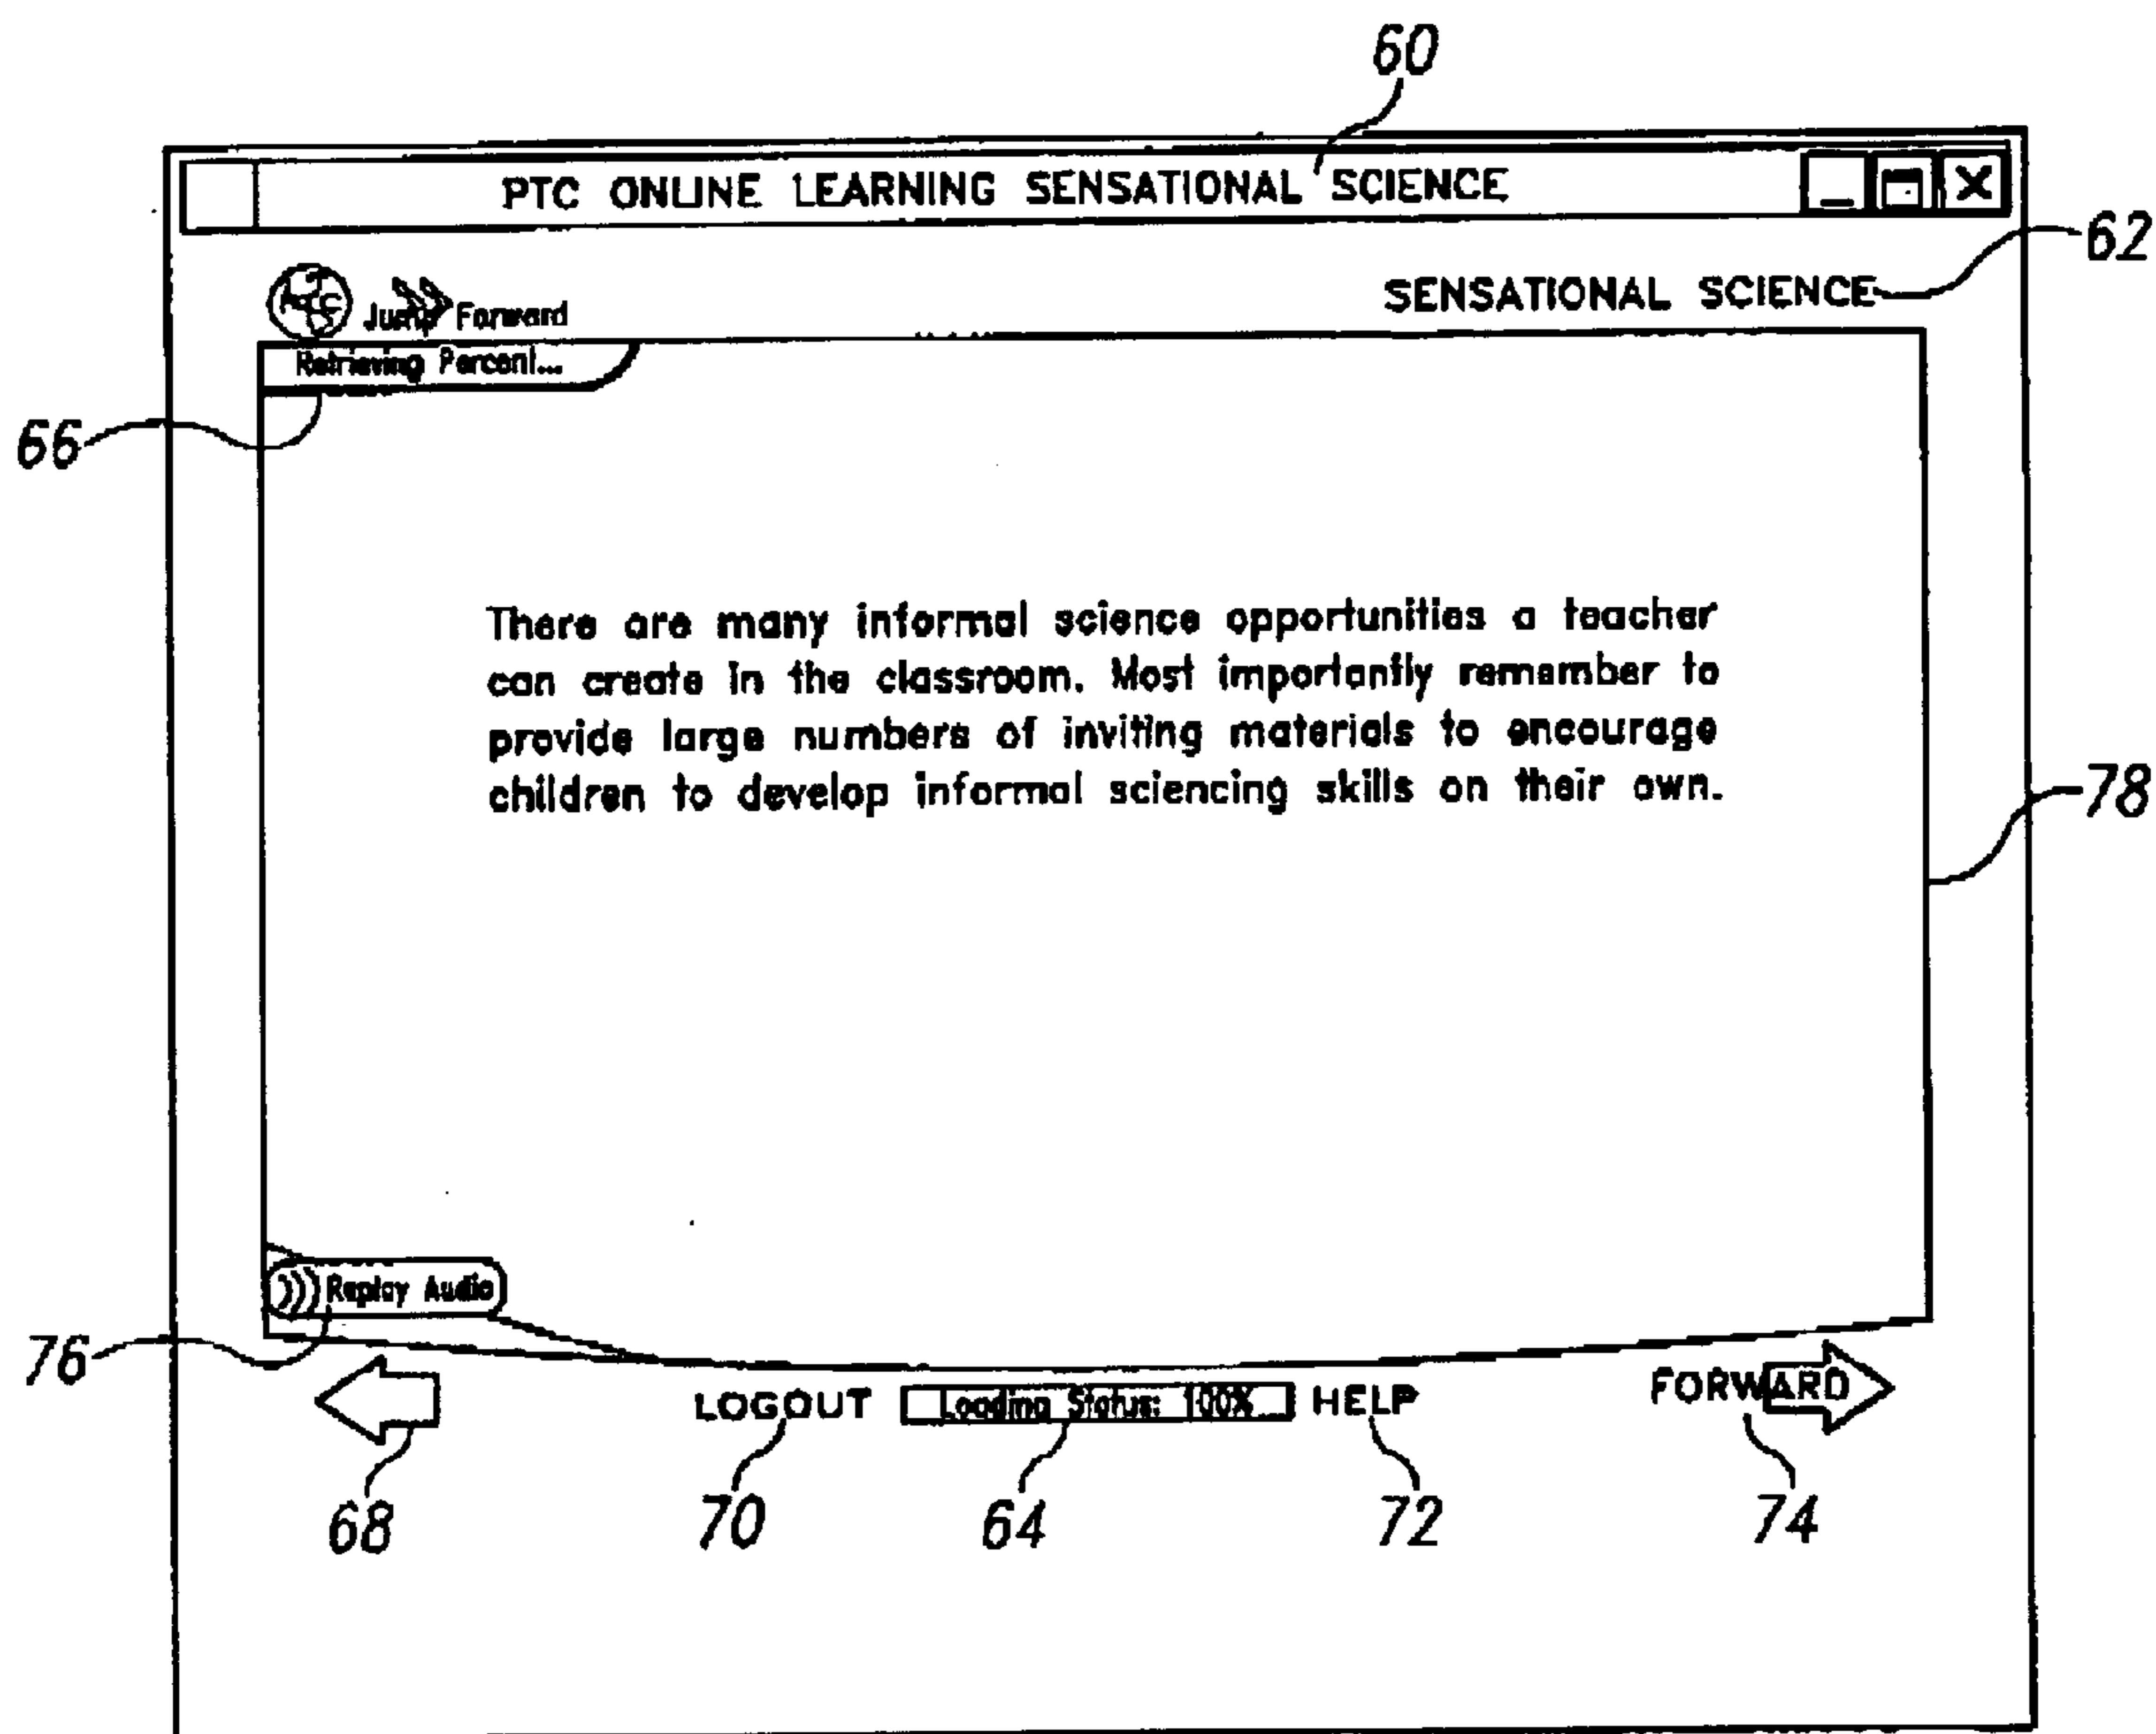 60
PTC ONLINE LEARNING SENSATIONAL SCIENCE
62
SENSATIONAL SCIENCE
Jump Forward
Retrieving Percent...
66
There are many informal science opportunities a teacher
can create in the classroom. Most importantly remember to
provide large numbers of inviting materials to encourage
children to develop informal sciencing skills on their own.
78
Replay Audio
76
LOGOUT Loading Status: 100% HELP FORWARD
68 70 64 72 74